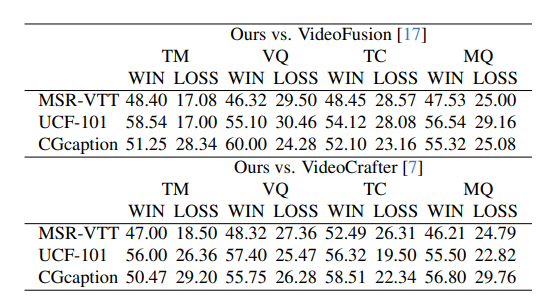 Ours vs. VideoFusion [17]
TM VQ TC MQ
WIN LOSS WIN LOSS WIN LOSS WIN LOSS
MSR-VTT 48.40 17.08 46.32 29.50 48.45 28.57 47.53 25.00
UCF-101 58.54 17.00 55.10 30.46 54.12 28.08 56.54 29.16
CGcaption 51.25 28.34 60.00 24.28 52.10 23.16 55.32 25.08
Ours vs. VideoCrafter [7]
TM VQ TC MQ
WIN LOSS WIN LOSS WIN LOSS WIN LOSS
MSR-VTT 47.00 18.50 48.32 27.36 52.49 26.31 46.21 24.79
UCF-101 56.00 26.36 57.40 25.47 56.32 19.50 55.50 22.82
CGcaption 50.47 29.20 55.75 26.28 58.51 22.34 56.80 29.76